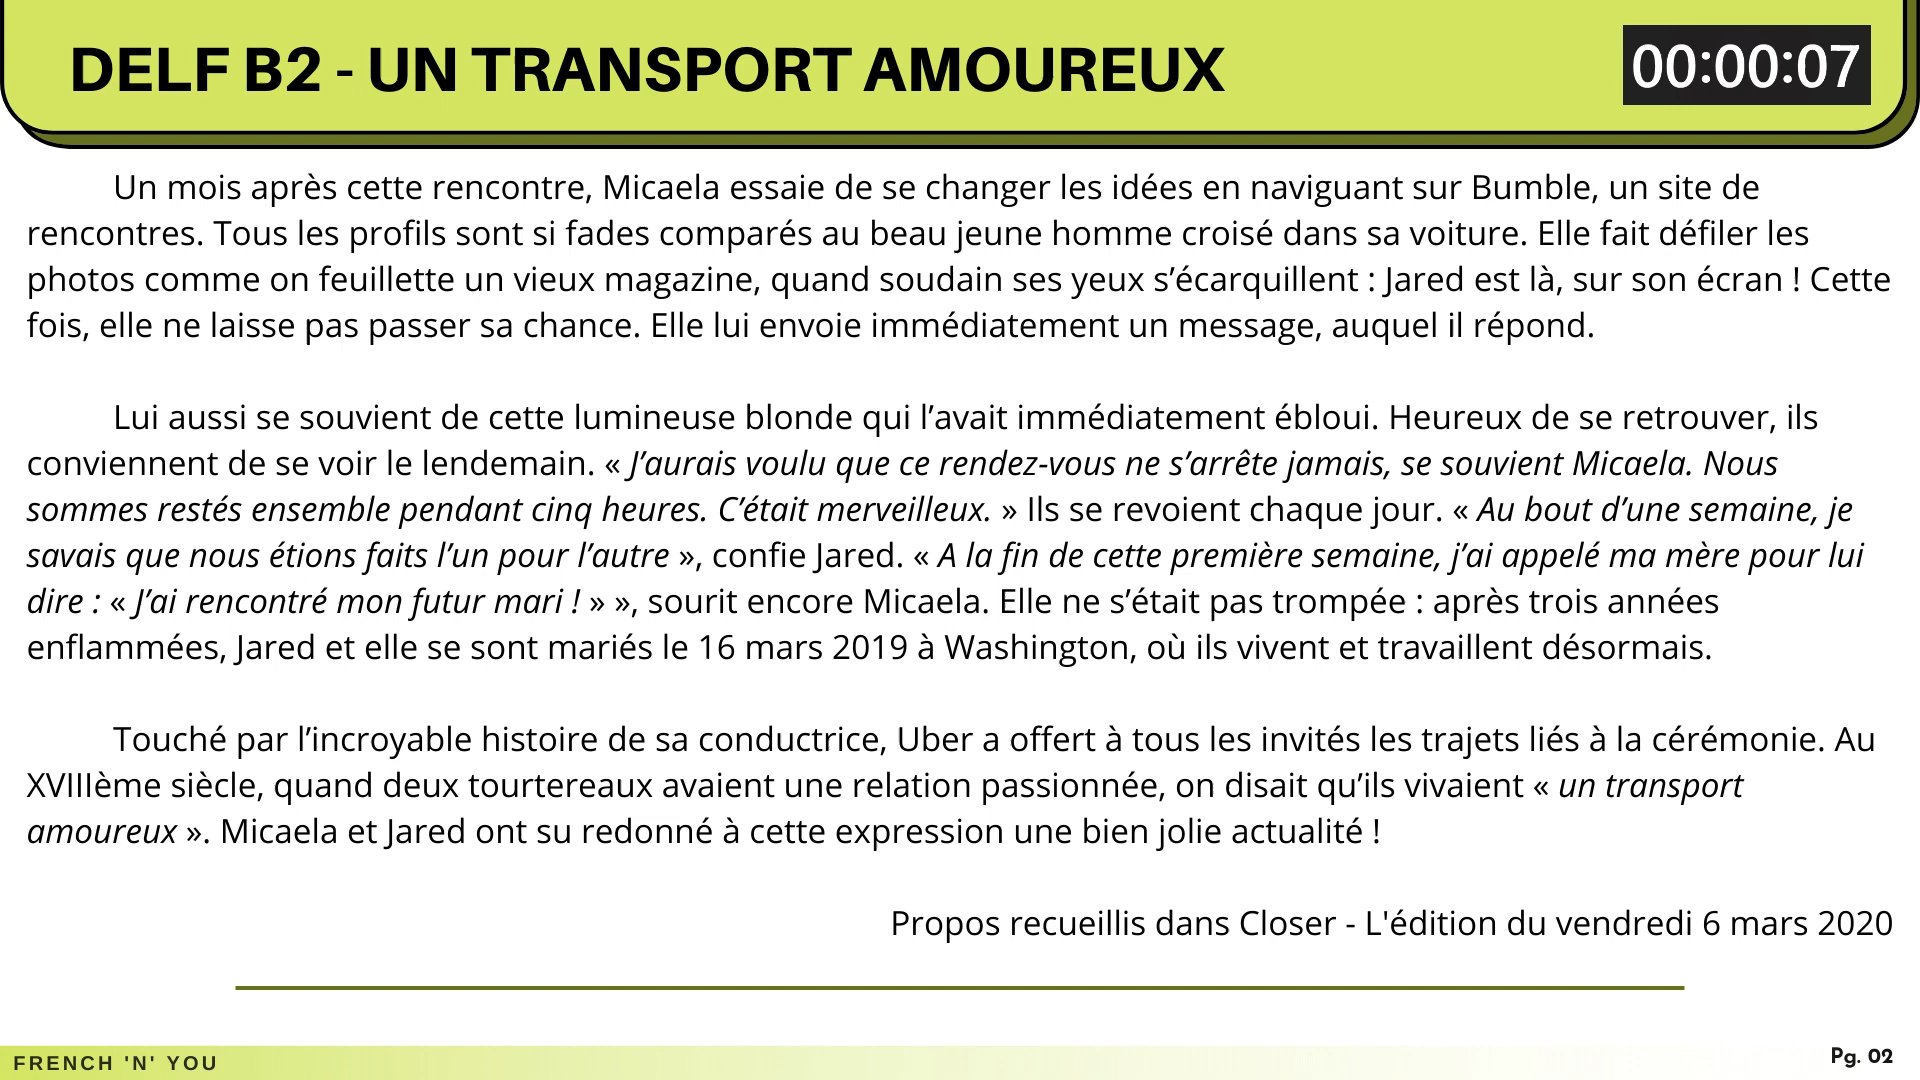 DELF B2 - UN TRANSPORT AMOUREUX
00:00:07
Un mois après cette rencontre, Micaela essaie de se changer les idées en naviguant sur Bumble, un site de
rencontres. Tous les profils sont si fades comparés au beau jeune homme croisé dans sa voiture. Elle fait défiler les
photos comme on feuillette un vieux magazine, quand soudain ses yeux s’écarquillent : Jared est là, sur son écran ! Cette
fois, elle ne laisse pas passer sa chance. Elle lui envoie immédiatement un message, auquel il répond.
Lui aussi se souvient de cette lumineuse blonde qui l’avait immédiatement ébloui. Heureux de se retrouver, ils
conviennent de se voir le lendemain. « J’aurais voulu que ce rendez-vous ne s’arrête jamais, se souvient Micaela. Nous
sommes restés ensemble pendant cinq heures. C’était merveilleux. » Ils se revoient chaque jour. « Au bout d’une semaine, je
savais que nous étions faits l’un pour l’autre », confie Jared. « A la fin de cette première semaine, j’ai appelé ma mère pour lui
dire : « J’ai rencontré mon futur mari ! » », sourit encore Micaela. Elle ne s’était pas trompée : après trois années
enflammées, Jared et elle se sont mariés le 16 mars 2019 à Washington, où ils vivent et travaillent désormais.
Touché par l’incroyable histoire de sa conductrice, Uber a offert à tous les invités les trajets liés à la cérémonie. Au
XVIIIème siècle, quand deux tourtereaux avaient une relation passionnée, on disait qu’ils vivaient « un transport
amoureux ». Micaela et Jared ont su redonné à cette expression une bien jolie actualité !
Propos recueillis dans Closer - L'édition du vendredi 6 mars 2020
FRENCH 'N' YOU
Pg. 02